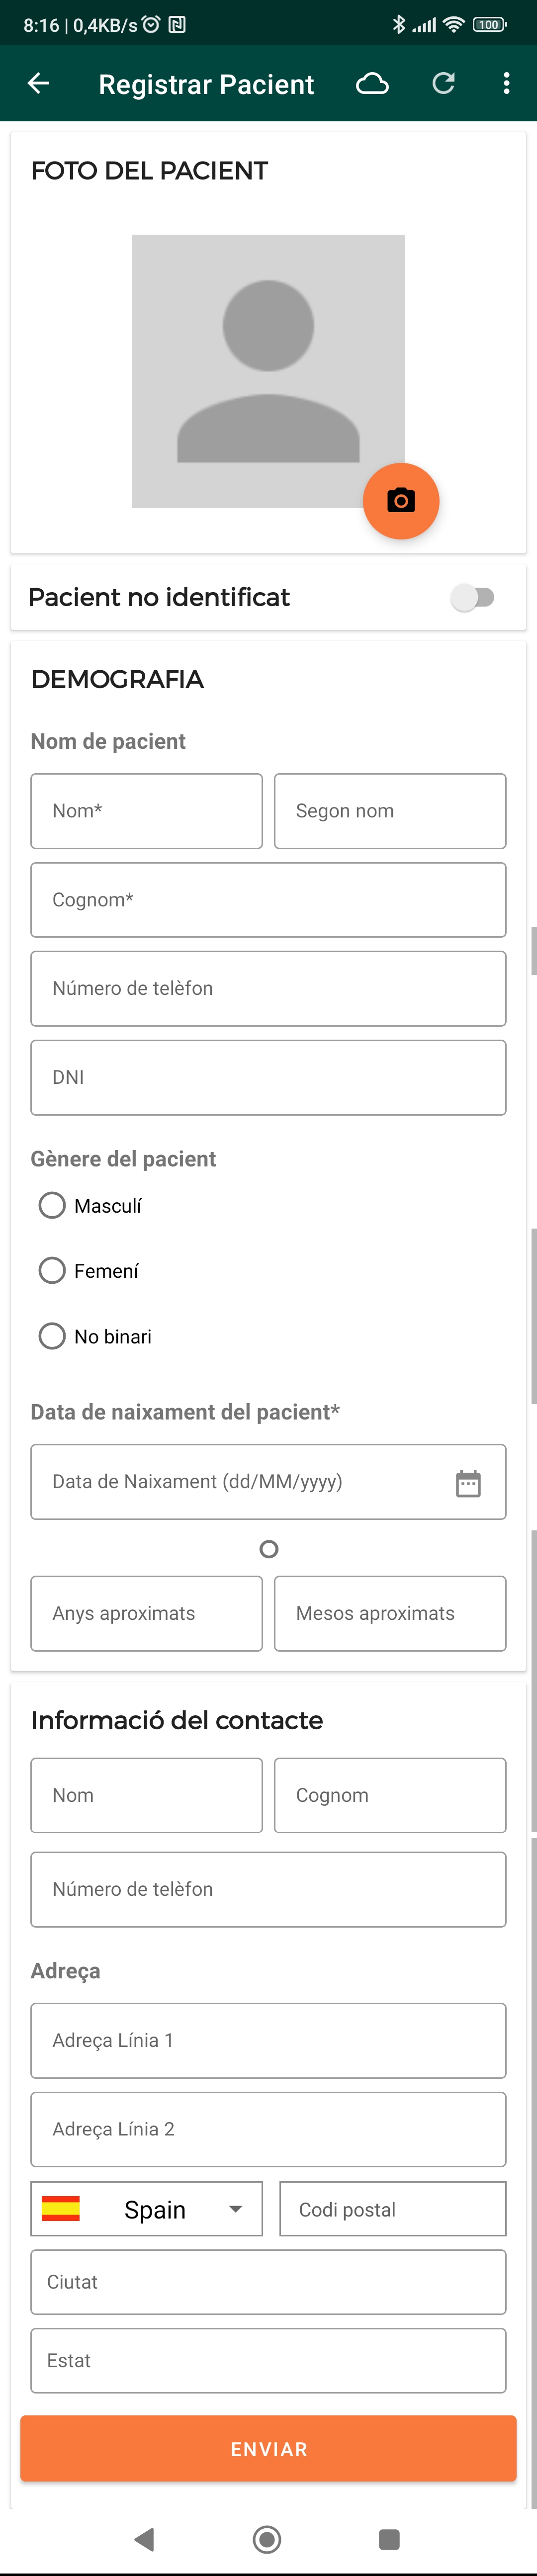 8:16 | 0,4KB/s
100
Registrar Pacient
FOTO DEL PACIENT
Pacient no identificat
DEMOGRAFIA
Nom de pacient
Nom* Segon nom
Cognom*
Número de telèfon
DNI
Gènere del pacient
Masculí
Femení
No binari
Data de naixament del pacient*
Data de Naixament (dd/MM/yyyy)
O
Anys aproximats Mesos aproximats
Informació del contacte
Nom Cognom
Número de telèfon
Adreça
Adreça Línia 1
Adreça Línia 2
Spain Codi postal
Ciutat
Estat
ENVIAR